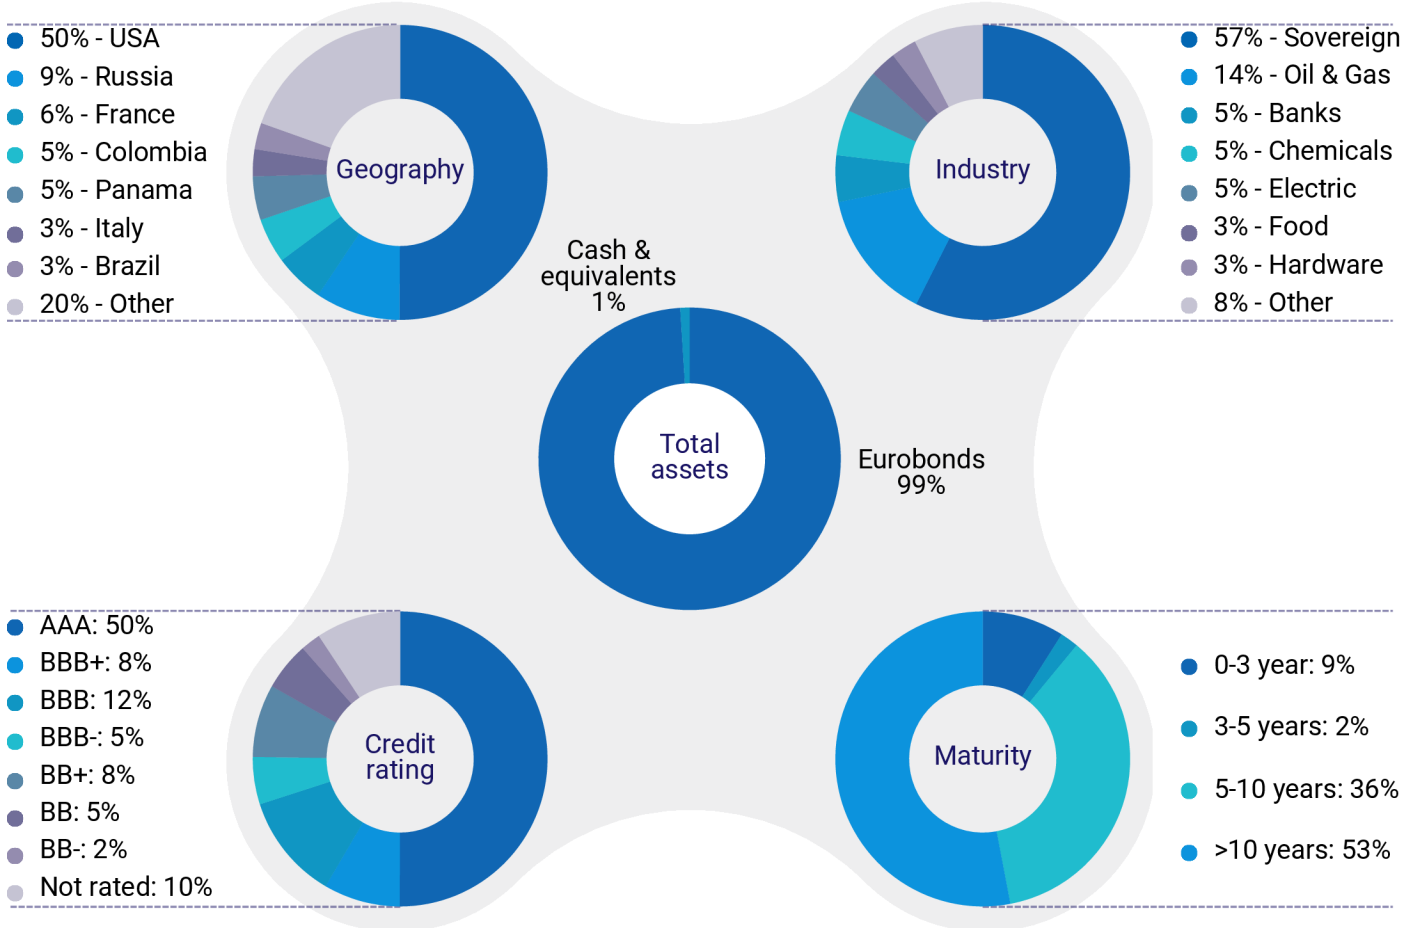 50% - USA
9% - Russia
6% - France
5% - Colombia
5% - Panama
3% - Italy
3% - Brazil
20% - Other
Geography
57% - Sovereign
14% - Oil & Gas
5% - Banks
5% - Chemicals
5% - Electric
3% - Food
3% - Hardware
8% - Other
Industry
Cash &
equivalents
1%
Total
assets
Eurobonds
99%
AAA: 50%
BBB+: 8%
BBB: 12%
BBB-: 5%
BB+: 8%
BB: 5%
BB-: 2%
Not rated: 10%
Credit
rating
Maturity
0-3 year: 9%
3-5 years: 2%
5-10 years: 36%
>10 years: 53%